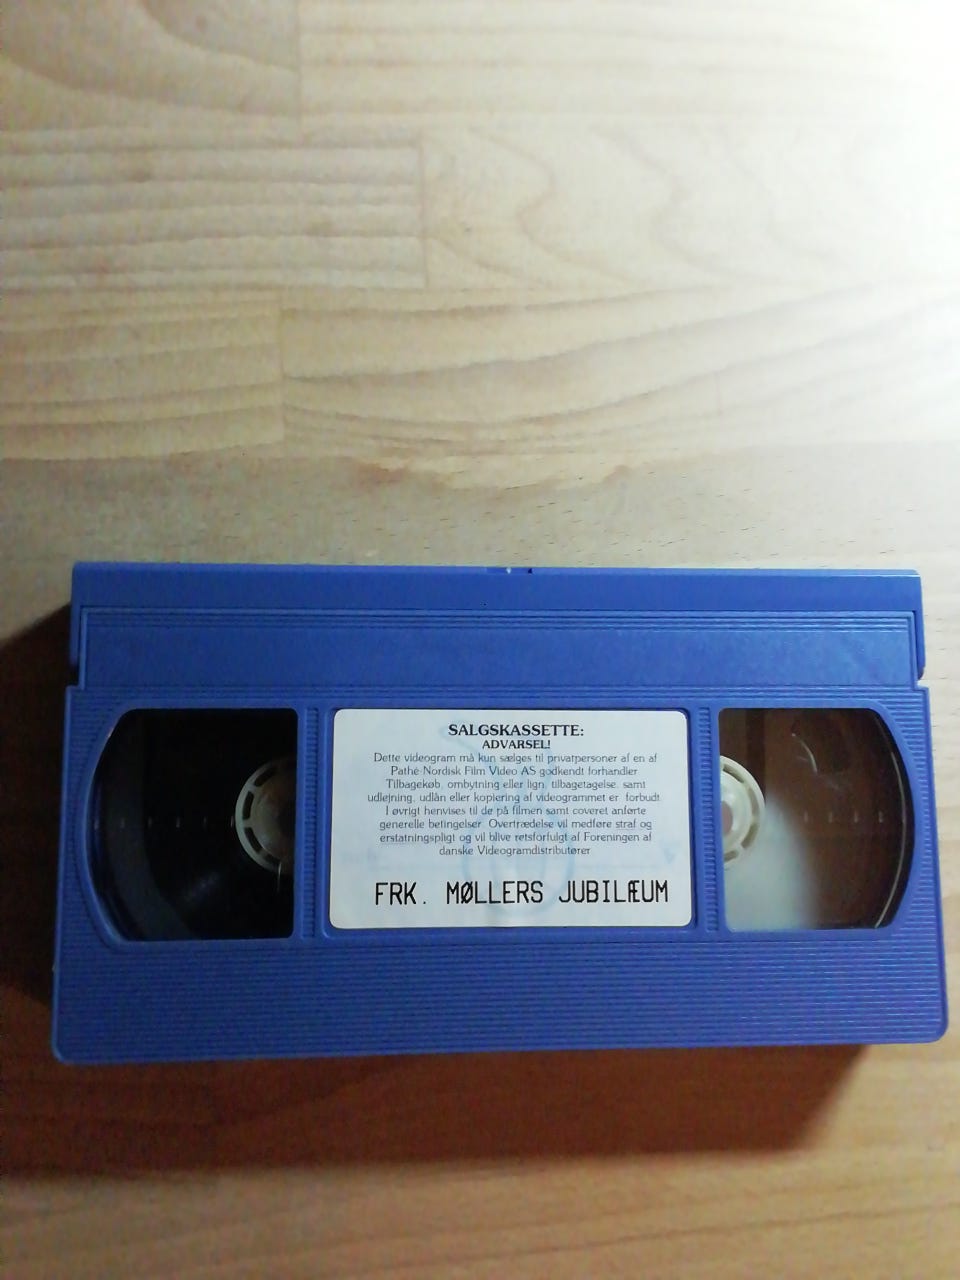 SALGSKASSETTE:
ADVARSEL!
Dette videogram må kun sælges til privatpersoner af en af
Pathé-Nordisk Film Video AS godkendt forhandler
Tilbagekøb, ombytning eller lign, tilbagetagelse, samt
udlejning, udlån eller kopiering af videogrammet er forbudt.
I øvrigt henvises til de på filmen samt coveret anførte
generelle betingelser. Overtrædelse vil medføre straf og
erstatningspligt og vil blive retsforfulgt af Foreningen af
danske Videogramdistributører
FRK. MØLLERS JUBILÆUM